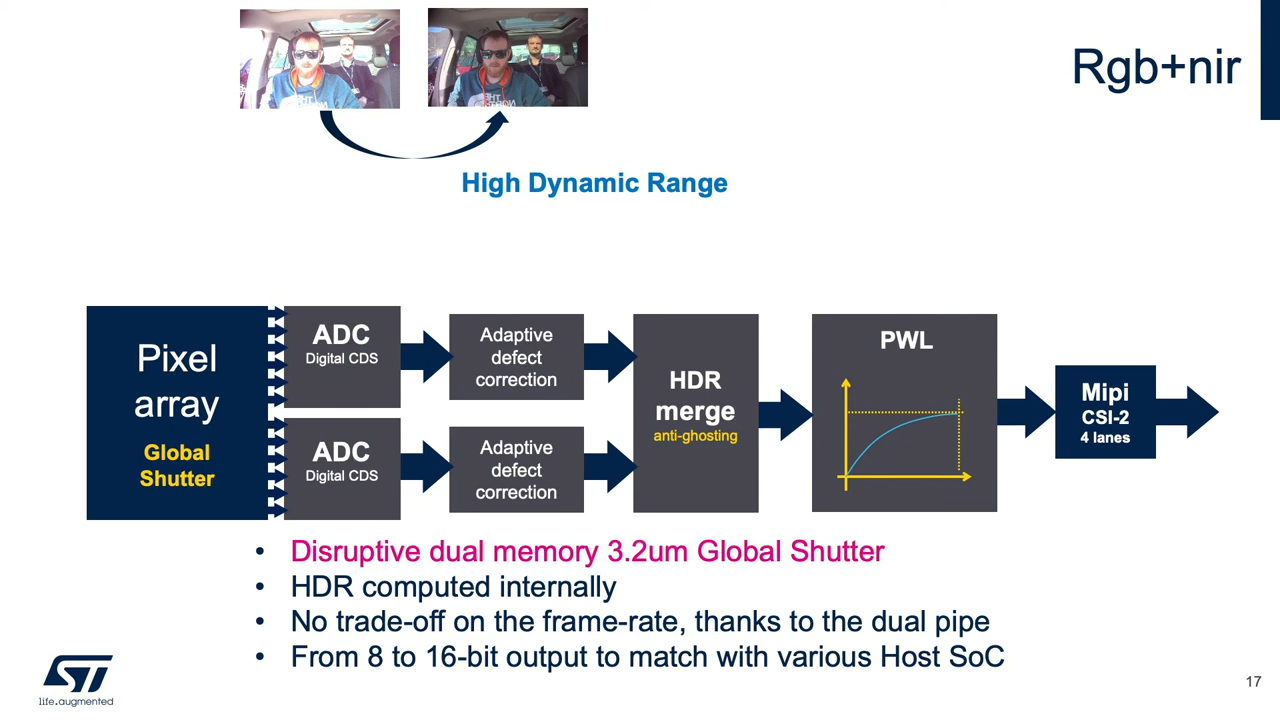 Rgb+nir
High Dynamic Range
Pixel
array
Global
Shutter
ADC
Digital CDS
ADC
Digital CDS
Adaptive
defect
correction
Adaptive
defect
correction
HDR
merge
anti-ghosting
PWL
Mipi
CSI-2
4 lanes
• Disruptive dual memory 3.2um Global Shutter
• HDR computed internally
• No trade-off on the frame-rate, thanks to the dual pipe
• From 8 to 16-bit output to match with various Host SoC
ST
life.augmented
17